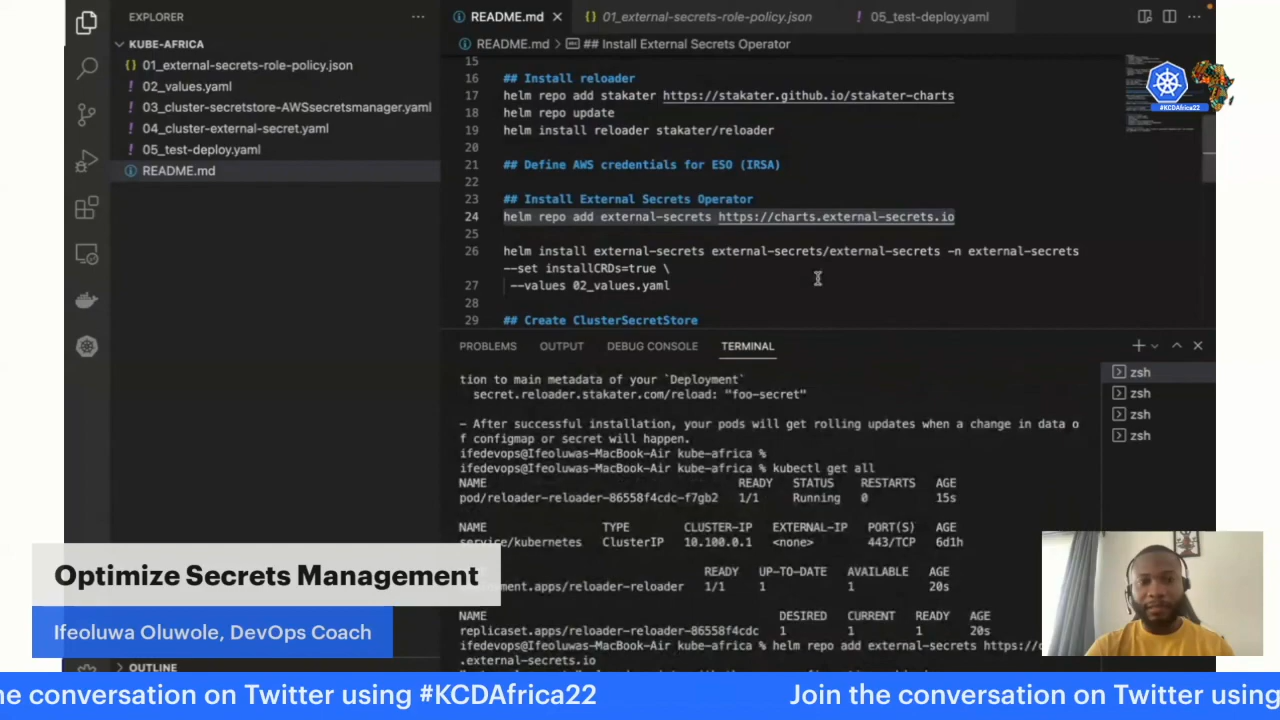 EXPLORER
KUBE-AFRICA
01_external-secrets-role-policy.json
02_values.yaml
03_cluster-secretstore-AWSsecretsmanager.yaml
04_cluster-external-secret.yaml
05_test-deploy.yaml
README.md
OUTLINE
README.md
01_external-secrets-role-policy.json
05_test-deploy.yaml
README.md > ## Install External Secrets Operator
15
16 ## Install reloader
17 helm repo add stakater https://stakater.github.io/stakater-charts
18 helm repo update
19 helm install reloader stakater/reloader
20
21 ## Define AWS credentials for ESO (IRSA)
22
23 ## Install External Secrets Operator
24 helm repo add external-secrets https://charts.external-secrets.io
25
26 helm install external-secrets external-secrets/external-secrets -n external-secrets
--set installCRDs=true \
27 --values 02_values.yaml
28
29 ## Create ClusterSecretStore
#KCDAfrica22
PROBLEMS OUTPUT DEBUG CONSOLE TERMINAL
zsh
zsh
zsh
zsh
tion to main metadata of your `Deployment`
secret.reloader.stakater.com/reload: "foo-secret"
- After successful installation, your pods will get rolling updates when a change in data o
f configmap or secret will happen.
ifedevops@Ifeoluwas-MacBook-Air kube-africa %
ifedevops@Ifeoluwas-MacBook-Air kube-africa % kubectl get all
NAME READY STATUS RESTARTS AGE
pod/reloader-reloader-86558f4cdc-f7gb2 1/1 Running 0 15s
NAME TYPE CLUSTER-IP EXTERNAL-IP PORT(S) AGE
service/kubernetes ClusterIP 10.100.0.1 <none> 443/TCP 6d1h
READY UP-TO-DATE AVAILABLE AGE
ment.apps/reloader-reloader 1/1 1 1 20s
NAME DESIRED CURRENT READY AGE
replicaset.apps/reloader-reloader-86558f4cdc 1 1 1 20s
ifedevops@Ifeoluwas-MacBook-Air kube-africa % helm repo add external-secrets https://c
.external-secrets.io
Optimize Secrets Management
Ifeoluwa Oluwole, DevOps Coach
he conversation on Twitter using #KCDAfrica22
Join the conversation on Twitter using